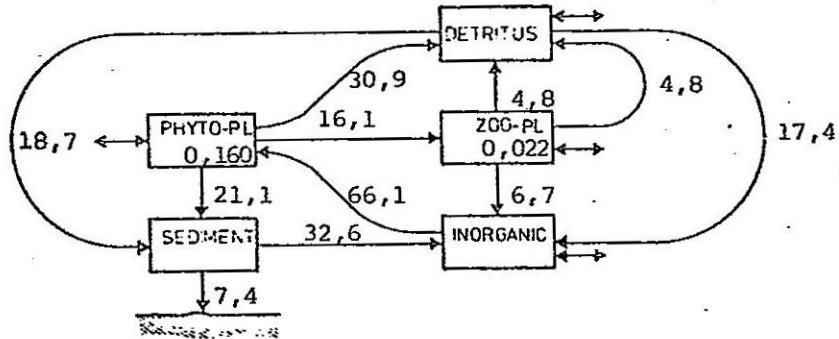 DETRITUS
30,9
4,8
4,8
PHYTO-PL
0,160
16,1
ZOO-PL
0,022
18,7
17,4
21,1
66,1
6,7
SEDIMENT
32,6
INORGANIC
7,4